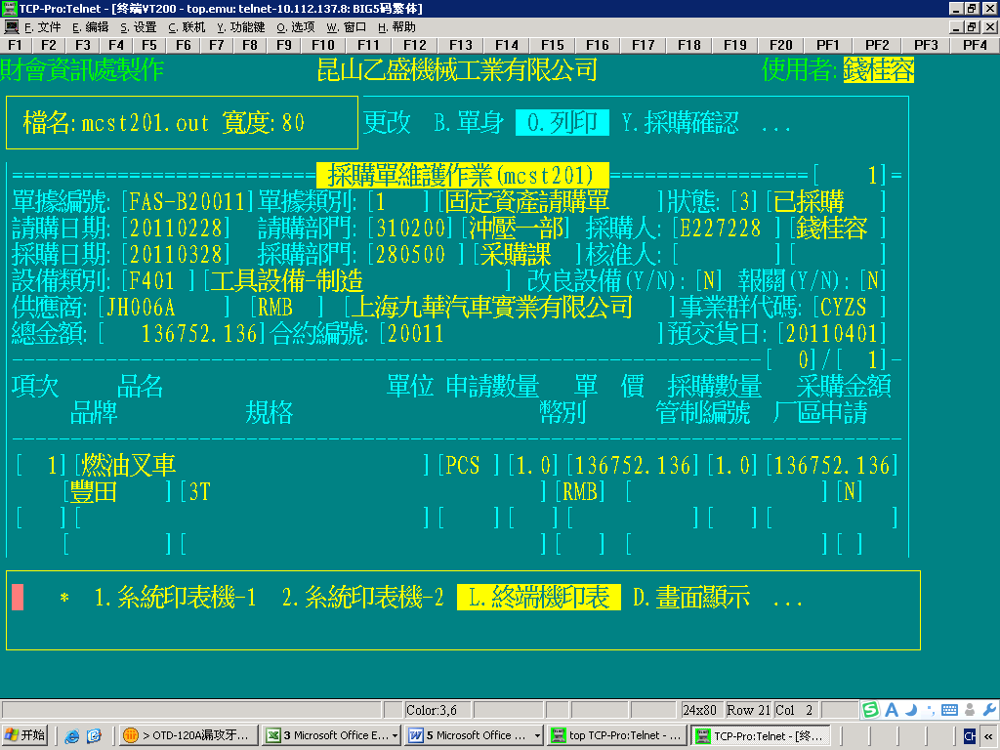 TCP-Pro:Telnet - [终端VT200 - top.emu: telnet-10.112.137.8: BIG5码繁体]
F. 文件 E. 编辑 S. 设置 C. 联机 Y. 功能键 O. 选项 W. 窗口 H. 帮助
F1 F2 F3 F4 F5 F6 F7 F8 F9 F10 F11 F12 F13 F14 F15 F16 F17 F18 F19 F20 PF1 PF2 PF3 PF4
財會資訊處製作 昆山乙盛機械工業有限公司 使用者: 錢桂容
檔名: mcst201.out 寬度: 80 更改 B.單身 O.列印 Y.採購確認 ...
========================== 採購單維護作業(mcst201) =================[ 1]=
單據編號: [FAS-B20011]單據類別: [1 ][固定資產請購單 ]狀態: [3][已採購 ]
請購日期: [20110228] 請購部門: [310200][沖壓一部] 採購人: [E227228 ][錢桂容 ]
採購日期: [20110328] 採購部門: [280500 ][采購課 ]核准人: [ ][ ]
設備類別: [F401 ][工具設備-制造 ] 改良設備(Y/N): [N] 報關(Y/N): [N]
供應商: [JH006A ] [RMB ] [上海九華汽車實業有限公司 ]事業群代碼: [CYZS ]
總金額: [ 136752.136]合約編號: [20011 ]預交貨日: [20110401]
----------------------------------------------------------------[ 0]/[ 1]-
項次 品名 單位 申請數量 單 價 採購數量 采購金額
品牌 規格 幣別 管制編號 厂區申請
----------------------------------------------------------------------------
[ 1][燃油叉車 ][PCS ][1.0][136752.136][1.0][136752.136]
[豐田 ][3T ][RMB] [ ][N]
[ ][ ][ ][ ][ ][ ][ ]
[ ][ ][ ] [ ][ ]
* 1.系統印表機-1 2.系統印表機-2 L.終端機印表 D.畫面顯示 ...
Color:3,6 24x80 Row 21 Col 2
开始 > OTD-120A漏攻牙... 3 Microsoft Office E... 5 Microsoft Office ... top TCP-Pro:Telnet - ... TCP-Pro:Telnet - [终... CH «